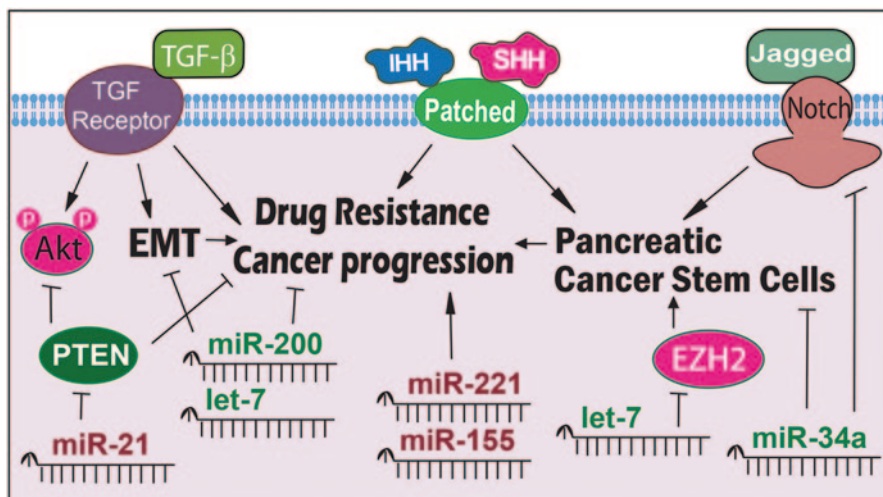 TGF-β
TGF
Receptor
IHH
SHH
Patched
Jagged
Notch
P
P
Akt
EMT
Drug Resistance
Cancer progression
Pancreatic
Cancer Stem Cells
PTEN
miR-200
let-7
miR-21
miR-221
miR-155
EZH2
let-7
miR-34a